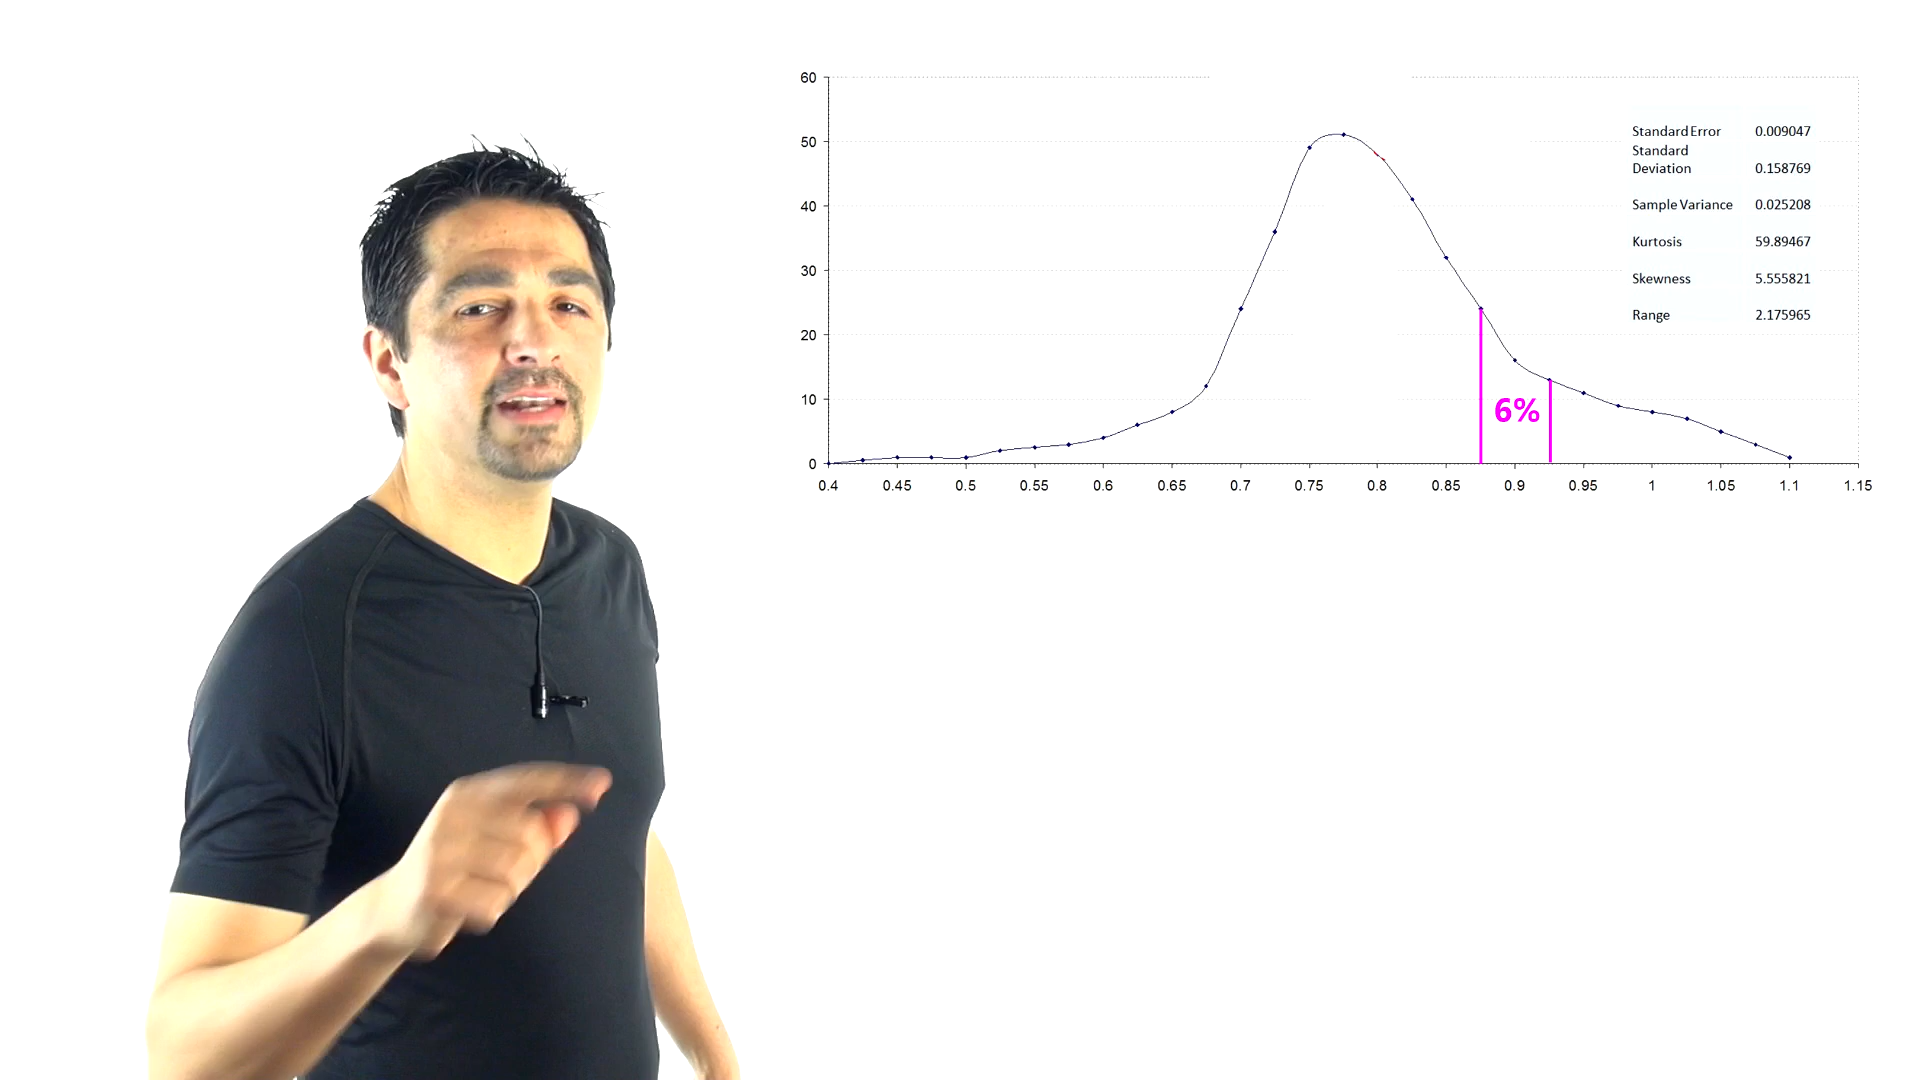 60
50
40
30
20
10
0
0.4 0.45 0.5 0.55 0.6 0.65 0.7 0.75 0.8 0.85 0.9 0.95 1 1.05 1.1 1.15
Standard Error 0.009047
Standard
Deviation 0.158769
Sample Variance 0.025208
Kurtosis 59.89467
Skewness 5.555821
Range 2.175965
6%